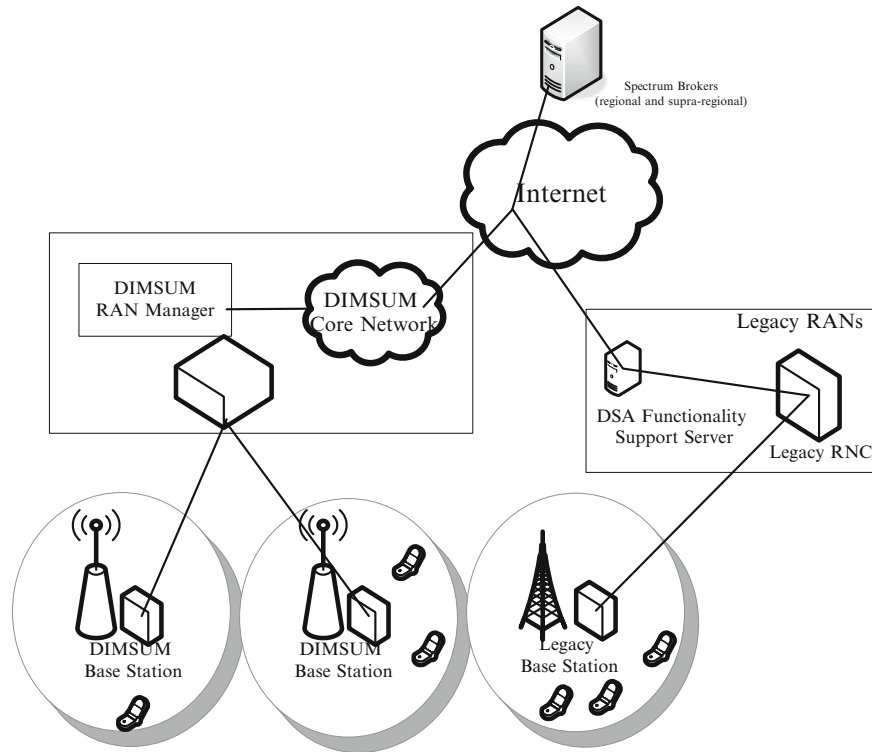 Spectrum Brokers
(regional and supra-regional)
Internet
DIMSUM
RAN Manager
DIMSUM
Core Network
Legacy RANs
DSA Functionality
Support Server
Legacy RNC
DIMSUM
Base Station
DIMSUM
Base Station
Legacy
Base Station